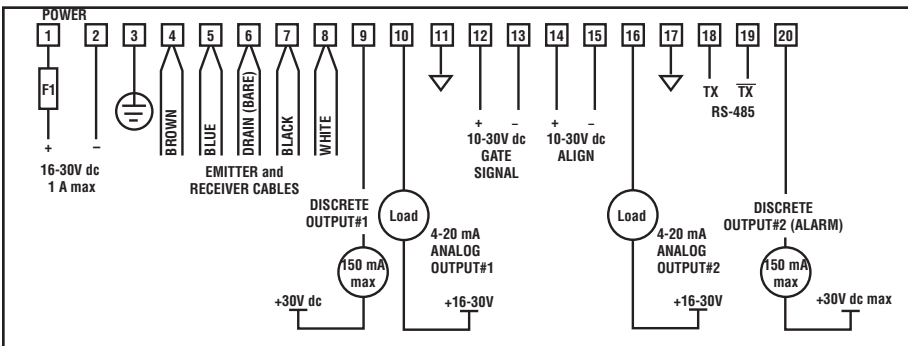 POWER
1 2 3 4 5 6 7 8 9 10 11 12 13 14 15 16 17 18 19 20
F1
BROWN
BLUE
DRAIN (BARE)
BLACK
WHITE
+ –
16-30V dc
1 A max
EMITTER and
RECEIVER CABLES
DISCRETE
OUTPUT#1
150 mA
max
+30V dc
Load
4-20 mA
ANALOG
OUTPUT#1
+16-30V
+ –
10-30V dc
GATE
SIGNAL
+ –
10-30V dc
ALIGN
Load
4-20 mA
ANALOG
OUTPUT#2
+16-30V
TX T̅X̅
RS-485
DISCRETE
OUTPUT#2 (ALARM)
150 mA
max
+30V dc max